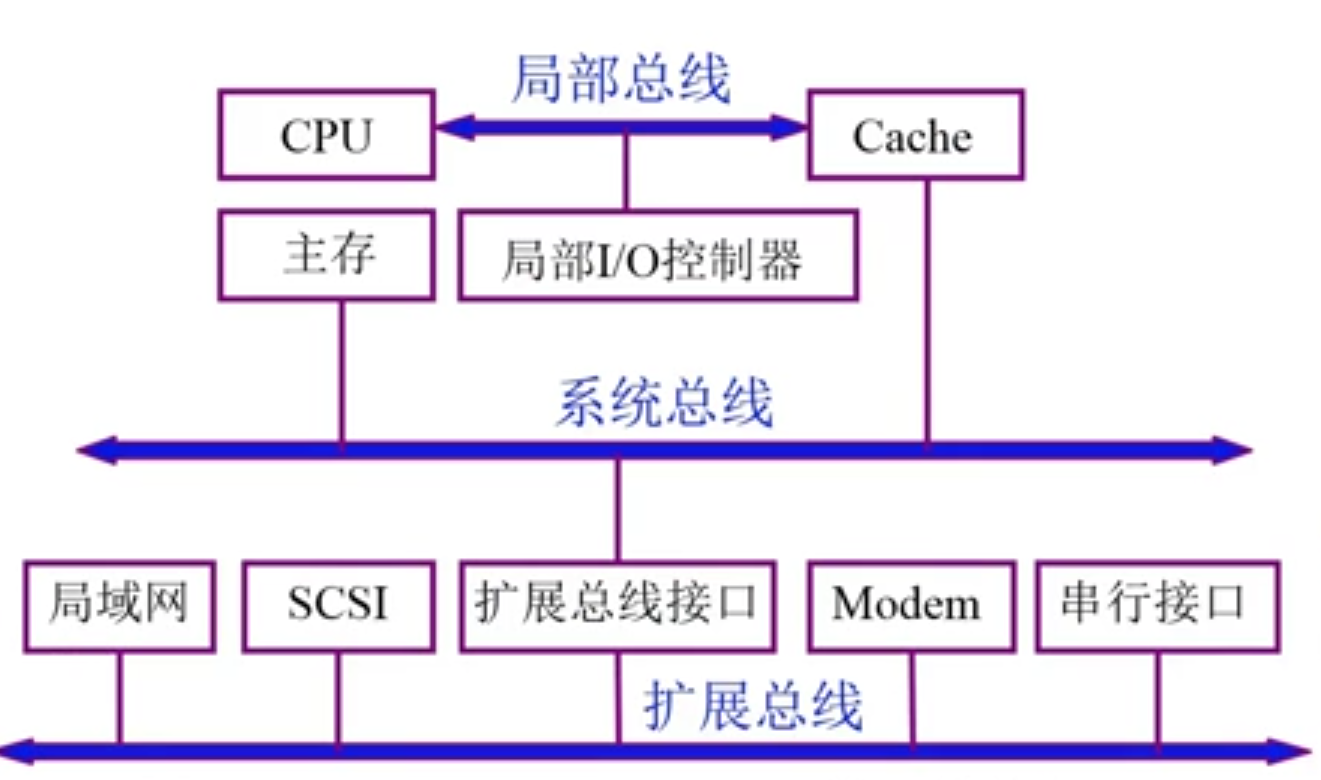 局部总线
CPU
Cache
主存
局部I/O控制器
系统总线
局域网
SCSI
扩展总线接口
Modem
串行接口
扩展总线